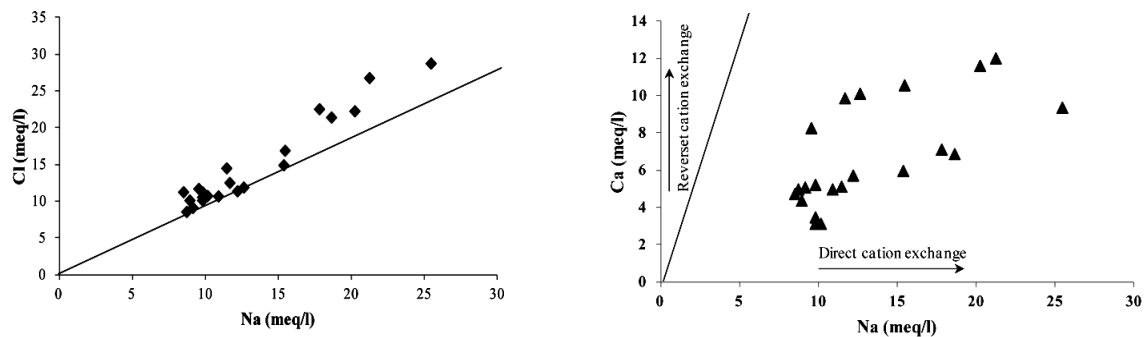 35
30
25
20
15
10
5
0
Cl (meq/l)
0 5 10 15 20 25 30
Na (meq/l)
14
12
10
8
6
4
2
0
Ca (meq/l)
Reverset cation exchange
Direct cation exchange
0 5 10 15 20 25 30
Na (meq/l)